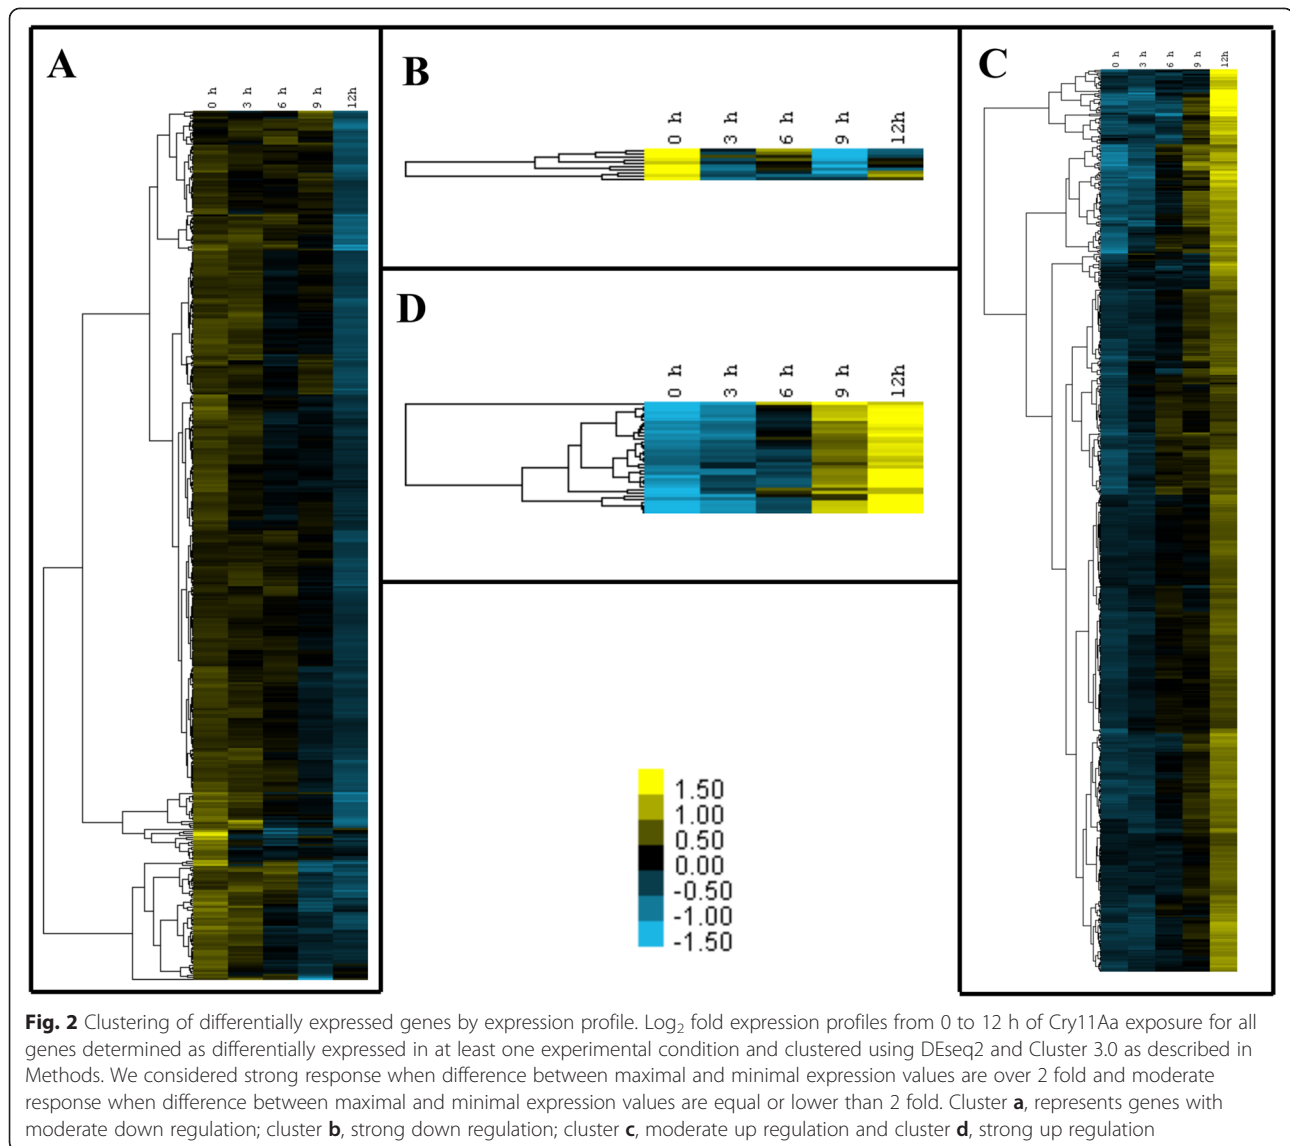 A
0 h 3 h 6 h 9 h 12h
B
0 h 3 h 6 h 9 h 12h
C
0 h 3 h 6 h 9 h 12h
D
0 h 3 h 6 h 9 h 12h
1.50
1.00
0.50
0.00
-0.50
-1.00
-1.50
Fig. 2 Clustering of differentially expressed genes by expression profile. Log2 fold expression profiles from 0 to 12 h of Cry11Aa exposure for all
genes determined as differentially expressed in at least one experimental condition and clustered using DEseq2 and Cluster 3.0 as described in
Methods. We considered strong response when difference between maximal and minimal expression values are over 2 fold and moderate
response when difference between maximal and minimal expression values are equal or lower than 2 fold. Cluster a, represents genes with
moderate down regulation; cluster b, strong down regulation; cluster c, moderate up regulation and cluster d, strong up regulation